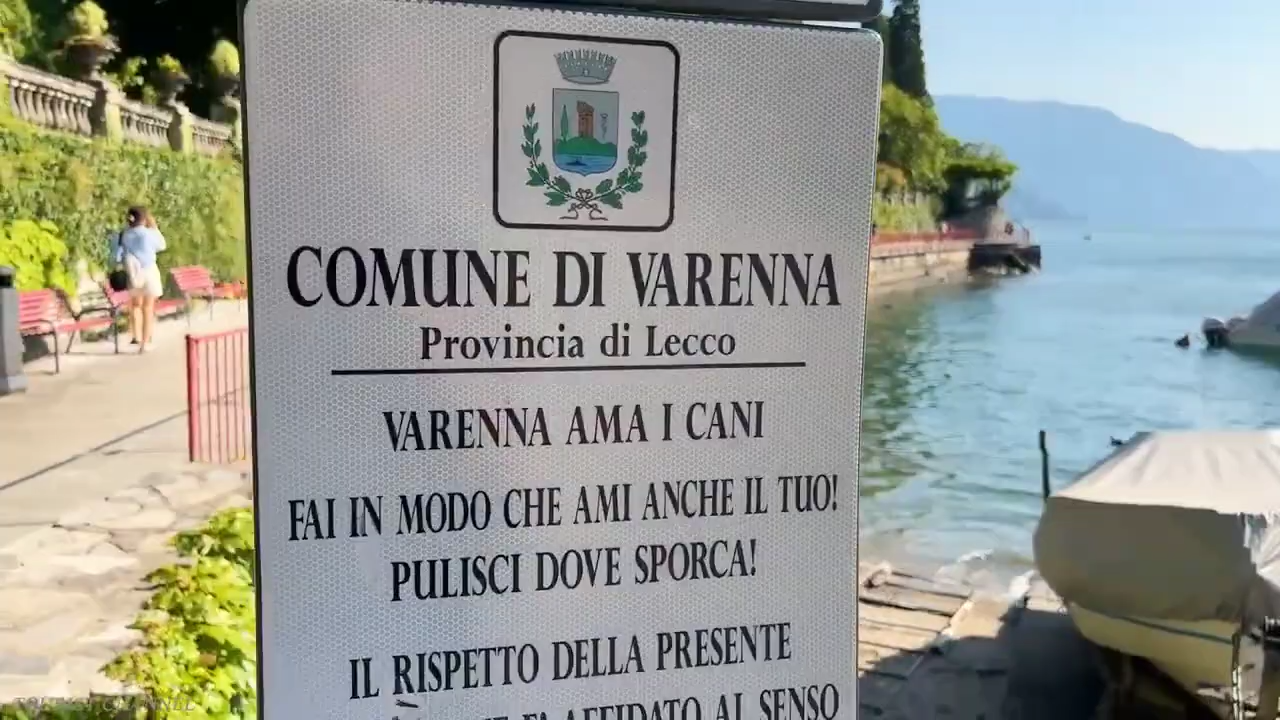 COMUNE DI VARENNA
Provincia di Lecco
VARENNA AMA I CANI
FAI IN MODO CHE AMI ANCHE IL TUO!
PULISCI DOVE SPORCA!
IL RISPETTO DELLA PRESENTE
E' AFFIDATO AL SENSO
CHANNEL